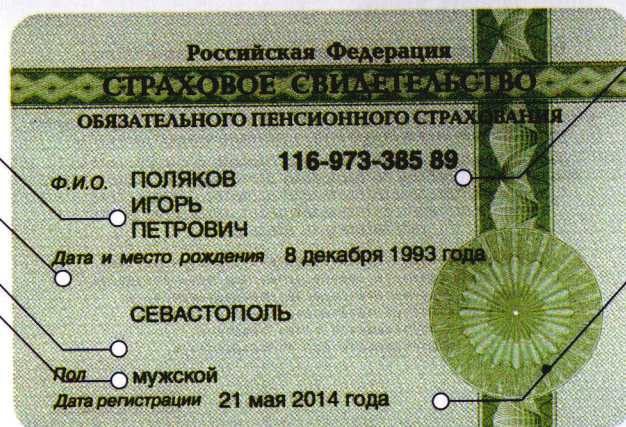 Российская Федерация
СТРАХОВОЕ СВИДЕТЕЛЬСТВО
ОБЯЗАТЕЛЬНОГО ПЕНСИОННОГО СТРАХОВАНИЯ
116-973-385 89
Ф.И.О. ПОЛЯКОВ
ИГОРЬ
ПЕТРОВИЧ
Дата и место рождения 8 декабря 1993 года
СЕВАСТОПОЛЬ
Пол мужской
Дата регистрации 21 мая 2014 года